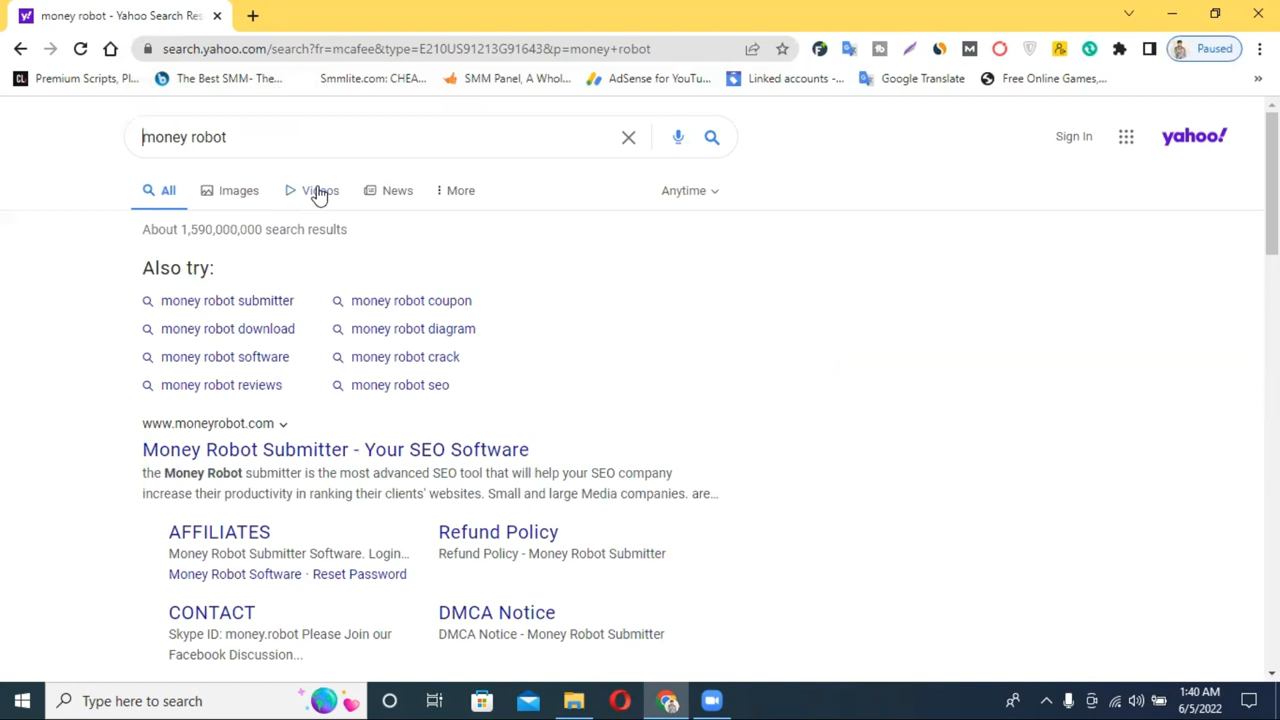 money robot - Yahoo Search Res
search.yahoo.com/search?fr=mcafee&type=E210US91213G91643&p=money+robot
Paused
Premium Scripts, Pl...
The Best SMM- The...
Smmlite.com: CHEA...
SMM Panel, A Whol...
AdSense for YouTu...
Linked accounts -...
Google Translate
Free Online Games,...
money robot
Sign In
yahoo!
All
Images
Videos
News
More
Anytime
About 1,590,000,000 search results
Also try:
money robot submitter
money robot coupon
money robot download
money robot diagram
money robot software
money robot crack
money robot reviews
money robot seo
www.moneyrobot.com
Money Robot Submitter - Your SEO Software
the Money Robot submitter is the most advanced SEO tool that will help your SEO company
increase their productivity in ranking their clients' websites. Small and large Media companies. are...
AFFILIATES
Money Robot Submitter Software. Login...
Money Robot Software · Reset Password
Refund Policy
Refund Policy - Money Robot Submitter
CONTACT
Skype ID: money.robot Please Join our
Facebook Discussion...
DMCA Notice
DMCA Notice - Money Robot Submitter
Type here to search
1:40 AM
6/5/2022